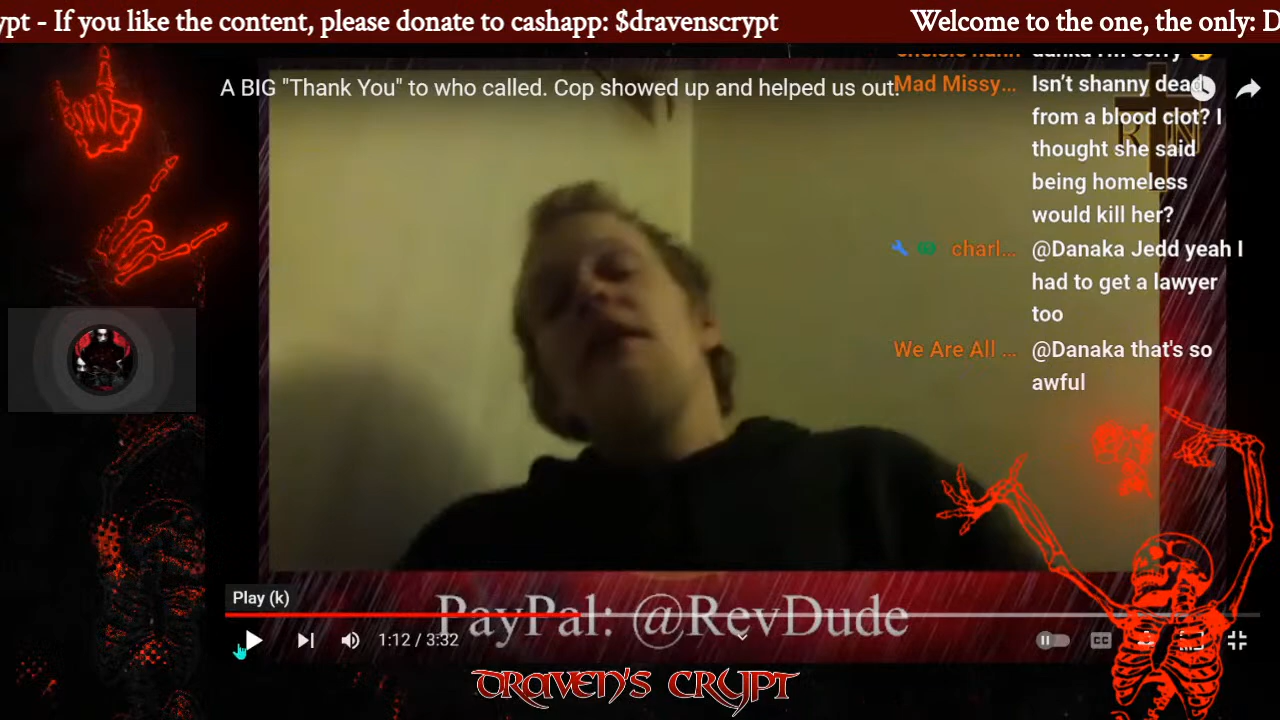 ypt - If you like the content, please donate to cashapp: $dravenscrypt
Welcome to the one, the only: D
A BIG "Thank You" to who called. Cop showed up and helped us out!
Mad Missy... Isn't shanny dead
from a blood clot? I
thought she said
being homeless
would kill her?
charl... @Danaka Jedd yeah I
had to get a lawyer
too
We Are All ... @Danaka that's so
awful
R N
Play (k)
PayPal: @RevDude
1:12 / 3:32
CC
DRAVEN'S CRYPT